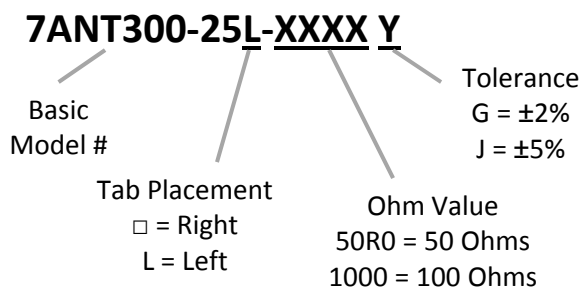 7ANT300-25L-XXXX Y
Basic
Model #
Tab Placement
□ = Right
L = Left
Ohm Value
50R0 = 50 Ohms
1000 = 100 Ohms
Tolerance
G = ±2%
J = ±5%